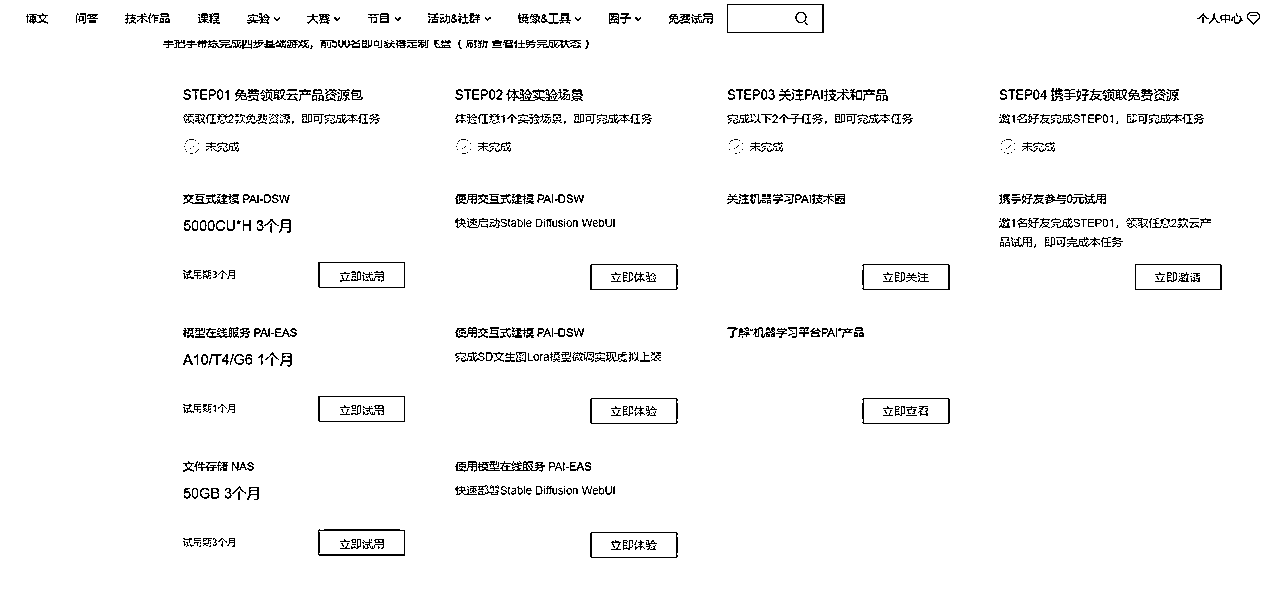 博文 问答 技术作品 课程 实验 大赛 节目 活动&社群 镜像&工具 圈子 免费试用 个人中心
手把手带练完成四步基础游戏，前500名即可获得定制飞盘（ 刷新 查看任务完成状态 ）
STEP01 免费领取云产品资源包
领取任意2款免费资源，即可完成本任务
未完成
交互式建模 PAI-DSW
5000CU*H 3个月
试用期3个月
立即试用
模型在线服务 PAI-EAS
A10/T4/G6 1个月
试用期1个月
立即试用
文件存储 NAS
50GB 3个月
试用期3个月
立即试用
STEP02 体验实验场景
体验任意1个实验场景，即可完成本任务
未完成
使用交互式建模 PAI-DSW
快速启动Stable Diffusion WebUI
立即体验
使用交互式建模 PAI-DSW
完成SD文生图Lora模型微调实现虚拟上装
立即体验
使用模型在线服务 PAI-EAS
快速部署Stable Diffusion WebUI
立即体验
STEP03 关注PAI技术和产品
完成以下2个子任务，即可完成本任务
未完成
关注机器学习PAI技术圈
立即关注
了解“机器学习平台PAI”产品
立即查看
STEP04 携手好友领取免费资源
邀1名好友完成STEP01，即可完成本任务
未完成
携手好友参与0元试用
邀1名好友完成STEP01，领取任意2款云产
品试用，即可完成本任务
立即邀请